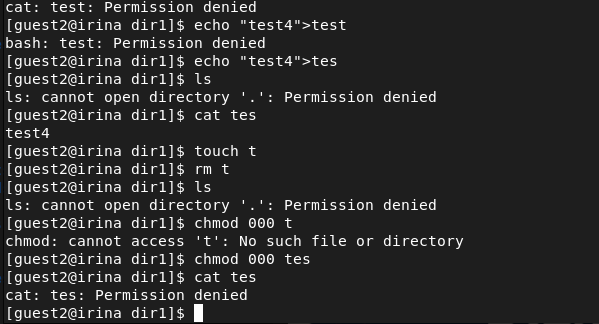 cat: test: Permission denied
[guest2@irina dir1]$ echo "test4">test
bash: test: Permission denied
[guest2@irina dir1]$ echo "test4">tes
[guest2@irina dir1]$ ls
ls: cannot open directory '.': Permission denied
[guest2@irina dir1]$ cat tes
test4
[guest2@irina dir1]$ touch t
[guest2@irina dir1]$ rm t
[guest2@irina dir1]$ ls
ls: cannot open directory '.': Permission denied
[guest2@irina dir1]$ chmod 000 t
chmod: cannot access 't': No such file or directory
[guest2@irina dir1]$ chmod 000 tes
[guest2@irina dir1]$ cat tes
cat: tes: Permission denied
[guest2@irina dir1]$